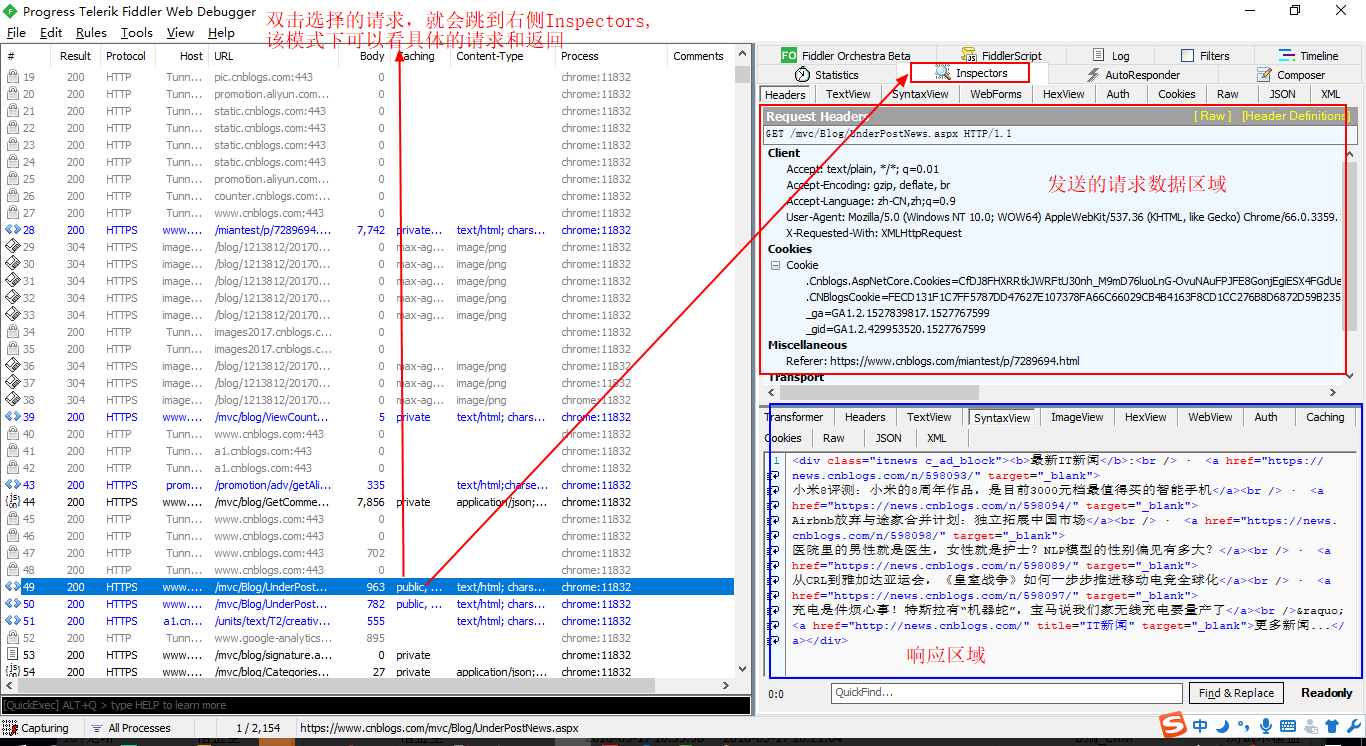 Progress Telerik Fiddler Web Debugger
双击选择的请求，就会跳到右侧Inspectors,
该模式下可以看具体的请求和返回
File Edit Rules Tools View Help
# Result Protocol Host URL Body Caching Content-Type Process Comments
19 200 HTTP Tunn... pic.cnblogs.com:443 0 chrome:11832
20 200 HTTP Tunn... promotion.aliyun.com... 0 chrome:11832
21 200 HTTP Tunn... static.cnblogs.com:443 0 chrome:11832
22 200 HTTP Tunn... static.cnblogs.com:443 0 chrome:11832
23 200 HTTP Tunn... static.cnblogs.com:443 0 chrome:11832
24 200 HTTP Tunn... static.cnblogs.com:443 0 chrome:11832
25 200 HTTP Tunn... promotion.aliyun.com... 0 chrome:11832
26 200 HTTP Tunn... counter.cnblogs.com:... 0 chrome:11832
27 200 HTTP Tunn... www.cnblogs.com:443 0 chrome:11832
28 200 HTTPS www.... /miantest/p/7289694.... 7,742 private... text/html; chars... chrome:11832
29 304 HTTPS image... /blog/1213812/20170... 0 max-ag... image/png chrome:11832
30 304 HTTPS image... /blog/1213812/20170... 0 max-ag... image/png chrome:11832
31 304 HTTPS image... /blog/1213812/20170... 0 max-ag... image/png chrome:11832
32 304 HTTPS image... /blog/1213812/20170... 0 max-ag... image/png chrome:11832
33 304 HTTPS image... /blog/1213812/20170... 0 max-ag... image/png chrome:11832
34 200 HTTP Tunn... images2017.cnblogs.c... 0 chrome:11832
35 200 HTTP Tunn... images2017.cnblogs.c... 0 chrome:11832
36 304 HTTPS image... /blog/1213812/20170... 0 max-ag... image/png chrome:11832
37 304 HTTPS image... /blog/1213812/20170... 0 max-ag... image/png chrome:11832
38 304 HTTPS image... /blog/1213812/20170... 0 max-ag... image/png chrome:11832
39 200 HTTPS www.... /mvc/blog/ViewCount... 5 private text/html; chars... chrome:11832
40 200 HTTP Tunn... www.cnblogs.com:443 0 chrome:11832
41 200 HTTP Tunn... a1.cnblogs.com:443 0 chrome:11832
42 200 HTTP Tunn... a1.cnblogs.com:443 0 chrome:11832
43 200 HTTPS prom... /promotion/adv/getAli... 335 text/html;charse... chrome:11832
44 200 HTTPS www.... /mvc/blog/GetComme... 7,856 private application/json;... chrome:11832
45 200 HTTP Tunn... www.cnblogs.com:443 0 chrome:11832
46 200 HTTP Tunn... www.cnblogs.com:443 0 chrome:11832
47 200 HTTP Tunn... www.cnblogs.com:443 702 chrome:11832
48 200 HTTP Tunn... www.cnblogs.com:443 0 chrome:11832
49 200 HTTPS www.... /mvc/Blog/UnderPost... 963 public, ... text/html; chars... chrome:11832
50 200 HTTPS www.... /mvc/Blog/UnderPost... 782 public, ... text/html; chars... chrome:11832
51 200 HTTPS a1.cn... /units/text/T2/creativ... 555 text/html; chars... chrome:11832
52 200 HTTP Tunn... www.google-analytics... 895 chrome:11832
53 200 HTTPS www.... /mvc/blog/signature.a... 0 private chrome:11832
54 200 HTTPS www.... /mvc/blog/Categories... 27 private application/json;... chrome:11832
[QuickExec] ALT+Q > type HELP to learn more
Capturing All Processes 1 / 2,154 https://www.cnblogs.com/mvc/Blog/UnderPostNews.aspx
FO Fiddler Orchestra Beta FiddlerScript Log Filters Timeline
Statistics Inspectors AutoResponder Composer
Headers TextView SyntaxView WebForms HexView Auth Cookies Raw JSON XML
Request Headers [ Raw ] [Header Definitions]
GET /mvc/Blog/UnderPostNews.aspx HTTP/1.1
Client
Accept: text/plain, */*; q=0.01
Accept-Encoding: gzip, deflate, br
Accept-Language: zh-CN,zh;q=0.9
User-Agent: Mozilla/5.0 (Windows NT 10.0; WOW64) AppleWebKit/537.36 (KHTML, like Gecko) Chrome/66.0.3359.
X-Requested-With: XMLHttpRequest
发送的请求数据区域
Cookies
Cookie
.Cnblogs.AspNetCore.Cookies=CfDJ8FHXRRtkJWRFtU30nh_M9mD76luoLnG-OvuNAuFPJFE8GonjEgiESX4FGdUe
.CNBlogsCookie=FECD131F1C7FF5787DD47627E107378FA66C66029CB4B4163F8CD1CC276B8D6872D59B235
_ga=GA1.2.1527839817.1527767599
_gid=GA1.2.429953520.1527767599
Miscellaneous
Referer: https://www.cnblogs.com/miantest/p/7289694.html
Transport
Transformer Headers TextView SyntaxView ImageView HexView WebView Auth Caching
Cookies Raw JSON XML
1 <div class="itnews c_ad_block"><b>最新IT新闻</b>:<br /> · <a href="https://
news.cnblogs.com/n/598093/" target="_blank">
小米8评测：小米的8周年作品，是目前3000元档最值得买的智能手机</a><br /> · <a
href="https://news.cnblogs.com/n/598094/" target="_blank">
Airbnb放弃与途家合并计划：独立拓展中国市场</a><br /> · <a href="https://news.
cnblogs.com/n/598098/" target="_blank">
医院里的男性就是医生，女性就是护士？NLP模型的性别偏见有多大？</a><br /> · <a
href="https://news.cnblogs.com/n/598089/" target="_blank">
从CRL到雅加达亚运会，《皇室战争》如何一步步推进移动电竞全球化</a><br /> · <a
href="https://news.cnblogs.com/n/598097/" target="_blank">
充电是件烦心事！特斯拉有“机器蛇”，宝马说我们家无线充电要量产了</a><br />&raquo;
<a href="http://news.cnblogs.com/" title="IT新闻" target="_blank">更多新闻...</
a></div>
响应区域
0:0 QuickFind... Find & Replace Readonly
中